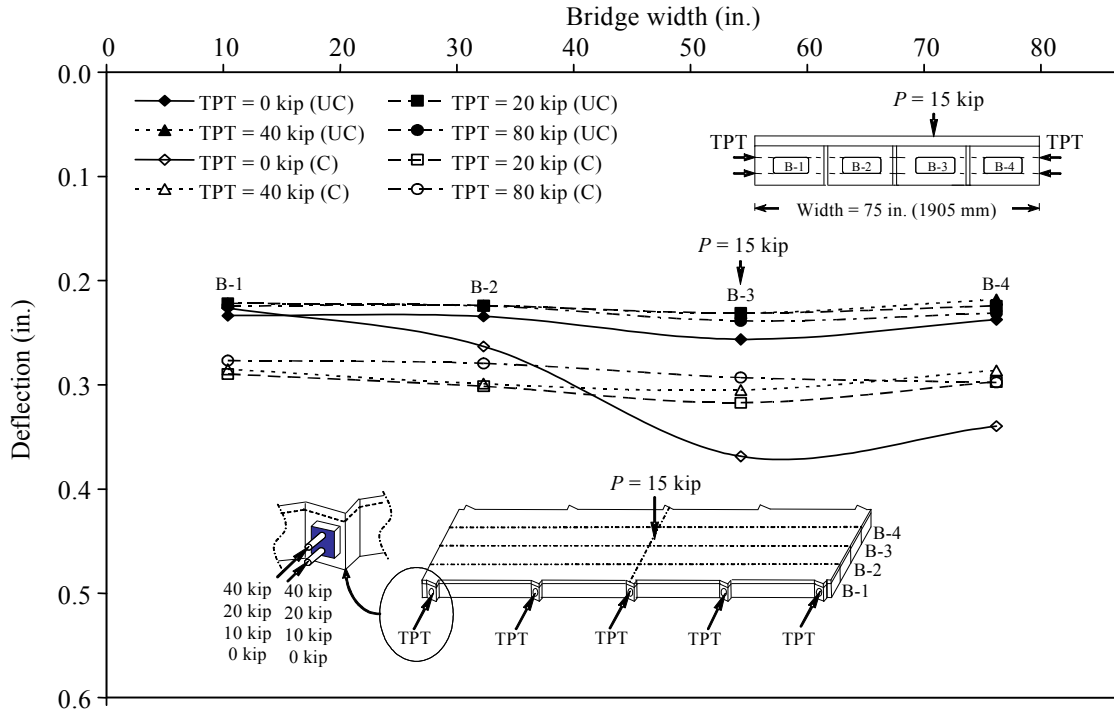 Bridge width (in.)
0 10 20 30 40 50 60 70 80
0.0
0.1
0.2
0.3
0.4
0.5
0.6
Deflection (in.)
TPT = 0 kip (UC)
TPT = 20 kip (UC)
TPT = 40 kip (UC)
TPT = 80 kip (UC)
TPT = 0 kip (C)
TPT = 20 kip (C)
TPT = 40 kip (C)
TPT = 80 kip (C)
P = 15 kip
TPT TPT
B-1 B-2 B-3 B-4
Width = 75 in. (1905 mm)
P = 15 kip
B-1 B-2 B-3 B-4
P = 15 kip
B-4
B-3
B-2
B-1
40 kip 40 kip
20 kip 20 kip
10 kip 10 kip
0 kip 0 kip
TPT TPT TPT TPT TPT